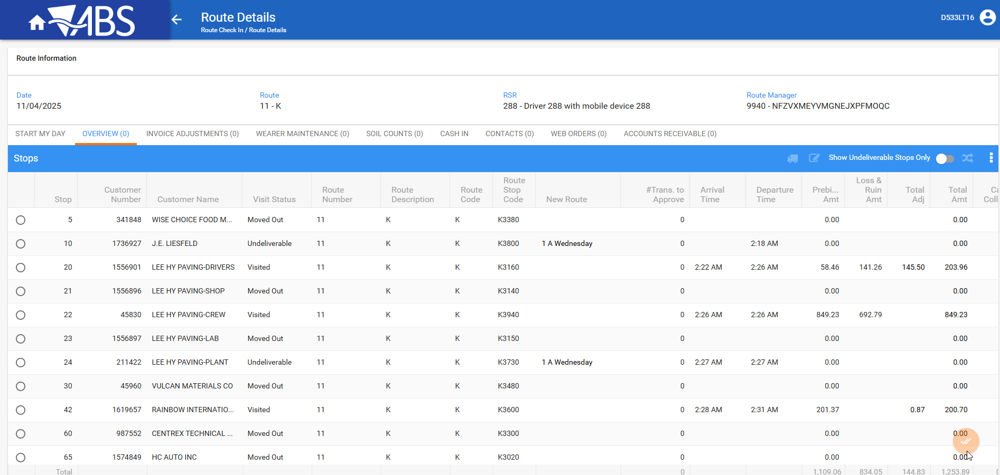 ABS
Route Details
Route Check In / Route Details
D533LT16
Route Information
Date
11/04/2025
Route
11 - K
RSR
288 - Driver 288 with mobile device 288
Route Manager
9940 - NFZVXMEYVMGNEJXPFMOQC
START MY DAY OVERVIEW (0) INVOICE ADJUSTMENTS (0) WEARER MAINTENANCE (0) SOIL COUNTS (0) CASH IN CONTACTS (0) WEB ORDERS (0) ACCOUNTS RECEIVABLE (0)
Stops Show Undeliverable Stops Only
Stop Customer Number Customer Name Visit Status Route Number Route Description Route Code Route Stop Code New Route #Trans. to Approve Arrival Time Departure Time Prebi... Amt Loss & Ruin Amt Total Adj Total Amt Ca Coll
5 341848 WISE CHOICE FOOD M... Moved Out 11 K K K3380 0 0.00 0.00
10 1736927 J.E. LIESFELD Undeliverable 11 K K K3800 1 A Wednesday 0 2:18 AM 0.00 0.00
20 1556901 LEE HY PAVING-DRIVERS Visited 11 K K K3160 0 2:22 AM 2:26 AM 58.46 141.26 145.50 203.96
21 1556896 LEE HY PAVING-SHOP Moved Out 11 K K K3140 0 0.00 0.00
22 45830 LEE HY PAVING-CREW Visited 11 K K K3940 0 2:26 AM 2:26 AM 849.23 692.79 849.23
23 1556897 LEE HY PAVING-LAB Moved Out 11 K K K3150 0 0.00 0.00
24 211422 LEE HY PAVING-PLANT Undeliverable 11 K K K3730 1 A Wednesday 0 2:27 AM 2:27 AM 0.00 0.00
30 45960 VULCAN MATERIALS CO Moved Out 11 K K K3480 0 0.00 0.00
42 1619657 RAINBOW INTERNATIO... Visited 11 K K K3600 0 2:28 AM 2:31 AM 201.37 0.87 200.70
60 987552 CENTREX TECHNICAL ... Moved Out 11 K K K3300 0 0.00 0.00
65 1574849 HC AUTO INC Moved Out 11 K K K3020 0 0.00 0.00
Total 0 1,109.06 834.05 144.83 1,253.89